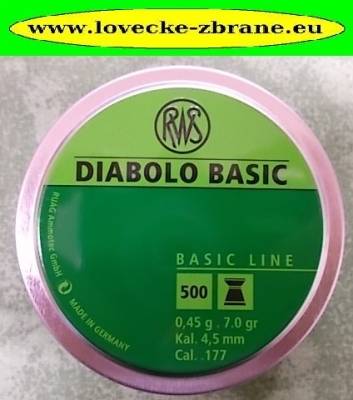 www.lovecke-zbrane.eu
RWS
DIABOLO BASIC
RUAG Ammotec GmbH
MADE IN GERMANY
BASIC LINE
500
0,45 g . 7.0 gr
Kal. 4,5 mm
Cal. .177